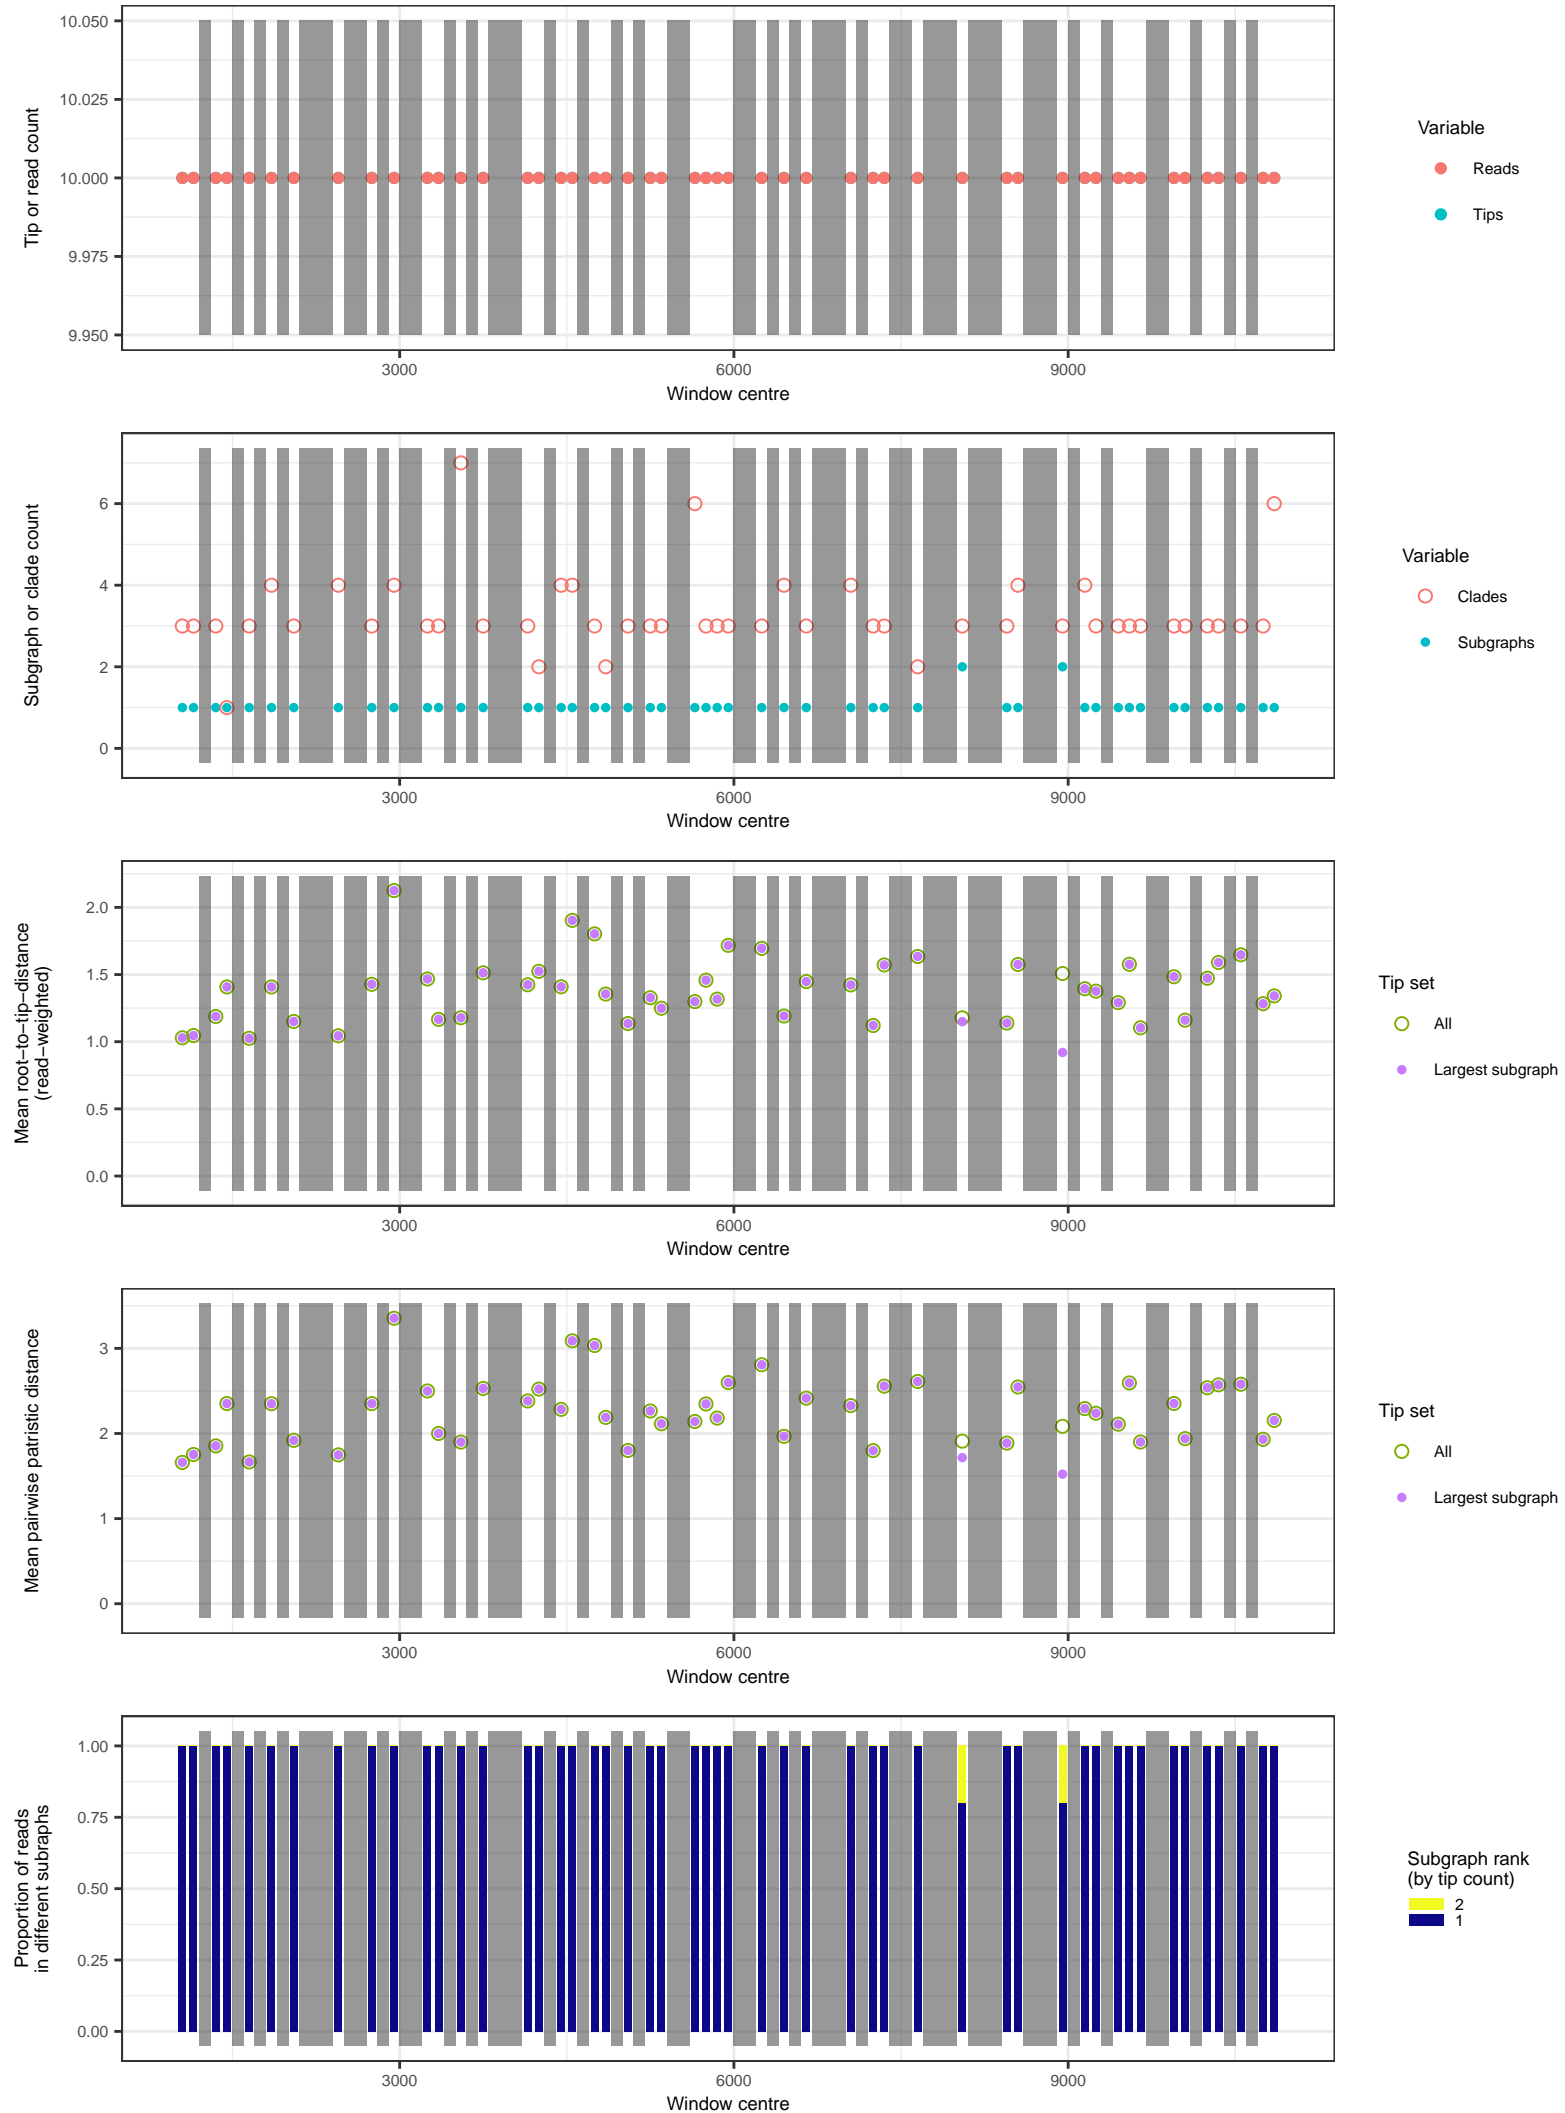 10.050
10.025
10.000
9.975
9.950
Tip or read count
3000
6000
9000
Window centre
Variable
Reads
Tips
6
4
2
0
Subgraph or clade count
3000
6000
9000
Window centre
Variable
Clades
Subgraphs
2.0
1.5
1.0
0.5
0.0
Mean root−to−tip−distance
(read−weighted)
3000
6000
9000
Window centre
Tip set
All
Largest subgraph
3
2
1
0
Mean pairwise patristic distance
3000
6000
9000
Window centre
Tip set
All
Largest subgraph
1.00
0.75
0.50
0.25
0.00
Proportion of reads
in different subraphs
3000
6000
9000
Window centre
Subgraph rank
(by tip count)
2
1